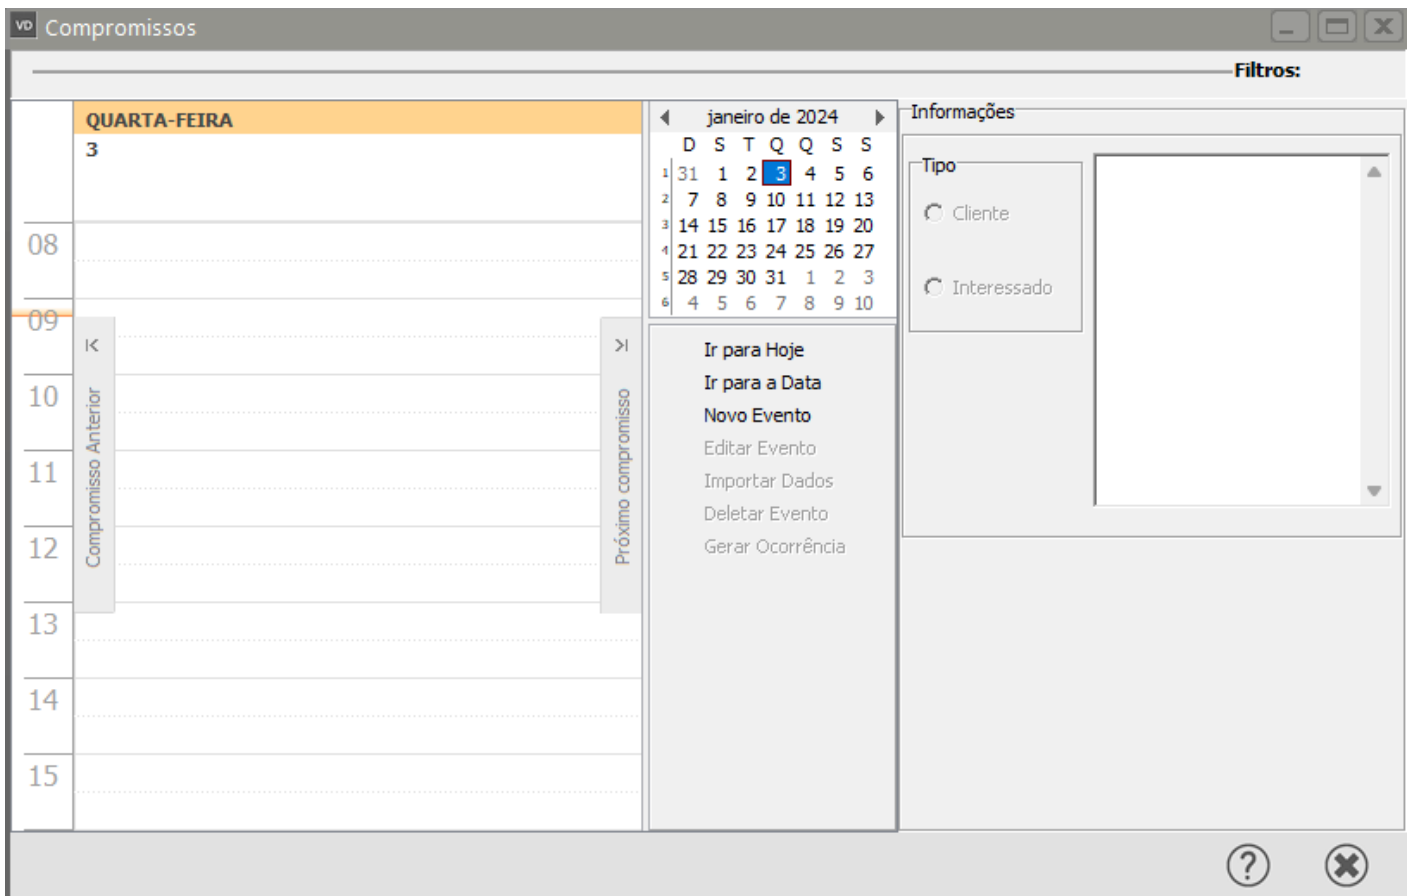 VD Compromissos
Filtros:
QUARTA-FEIRA
3
08
09
10
11
12
13
14
15
Compromisso Anterior
Próximo compromisso
janeiro de 2024
D S T Q Q S S
1 31 1 2 3 4 5 6
2 7 8 9 10 11 12 13
3 14 15 16 17 18 19 20
4 21 22 23 24 25 26 27
5 28 29 30 31 1 2 3
6 4 5 6 7 8 9 10
Ir para Hoje
Ir para a Data
Novo Evento
Editar Evento
Importar Dados
Deletar Evento
Gerar Ocorrência
Informações
Tipo
Cliente
Interessado
?